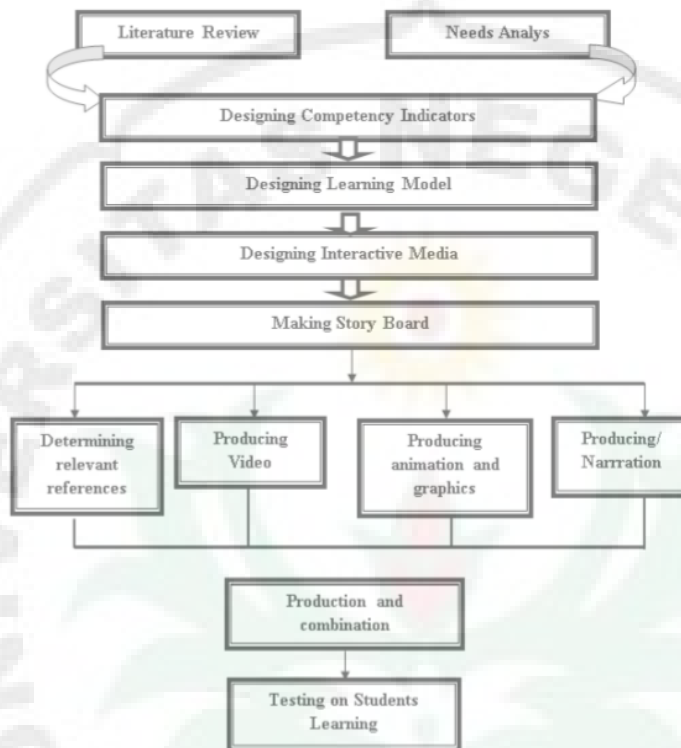 Literature Review
Needs Analys
Designing Competency Indicators
Designing Learning Model
Designing Interactive Media
Making Story Board
Determining
relevant
references
Producing
Video
Producing
animation and
graphics
Producing/
Narrration
Production and
combination
Testing on Students
Learning